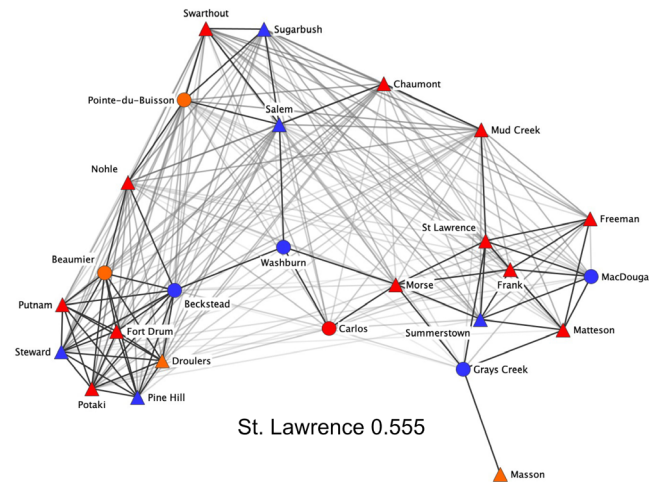 Swarthout
Sugarbush
Chaumont
Pointe-du-Buisson
Salem
Mud Creek
Nohle
Freeman
St Lawrence
Washburn
Beaumier
MacDouga
Frank
Morse
Beckstead
Putnam
Carlos
Fort Drum
Summerstown
Matteson
Steward
Droulers
Grays Creek
Potaki
Pine Hill
St. Lawrence 0.555
Masson